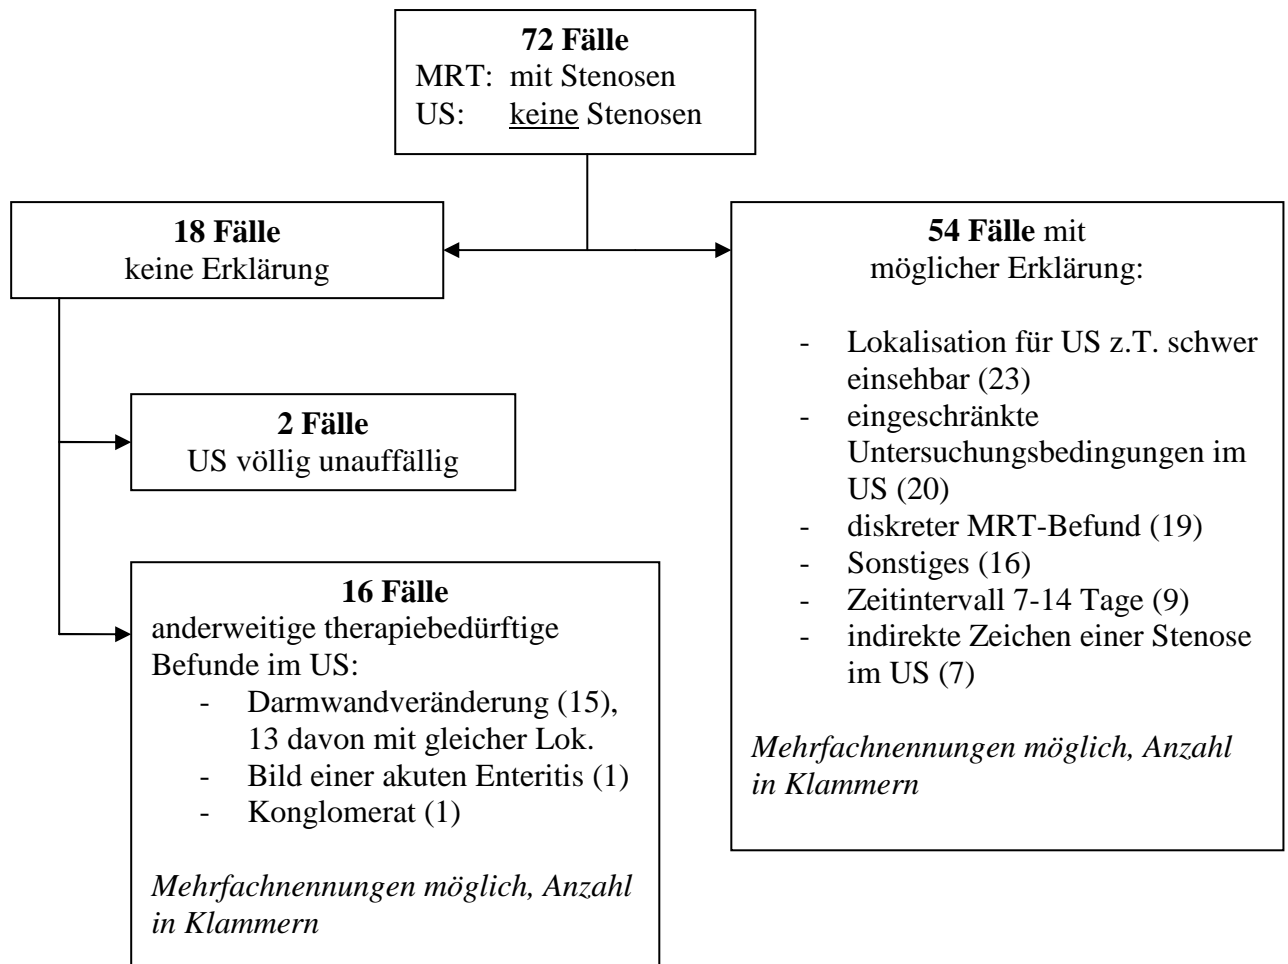 72 Fälle
MRT: mit Stenosen
US: keine Stenosen
18 Fälle
keine Erklärung
2 Fälle
US völlig unauffällig
16 Fälle
anderweitige therapiebedürftige
Befunde im US:
- Darmwandveränderung (15),
13 davon mit gleicher Lok.
- Bild einer akuten Enteritis (1)
- Konglomerat (1)
Mehrfachnennungen möglich, Anzahl
in Klammern
54 Fälle mit
möglicher Erklärung:
- Lokalisation für US z.T. schwer
einsehbar (23)
- eingeschränkte
Untersuchungsbedingungen im
US (20)
- diskreter MRT-Befund (19)
- Sonstiges (16)
- Zeitintervall 7-14 Tage (9)
- indirekte Zeichen einer Stenose
im US (7)
Mehrfachnennungen möglich, Anzahl
in Klammern